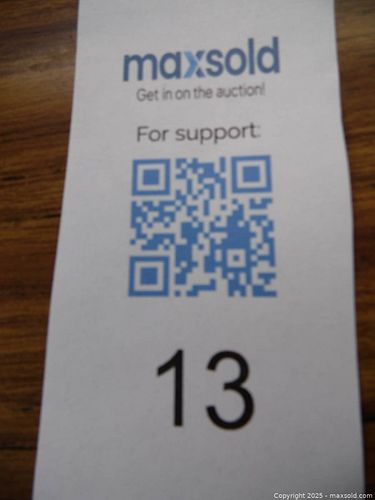 maxsold
Get in on the auction!
For support:
13
Copyright 2025 - maxsold.com